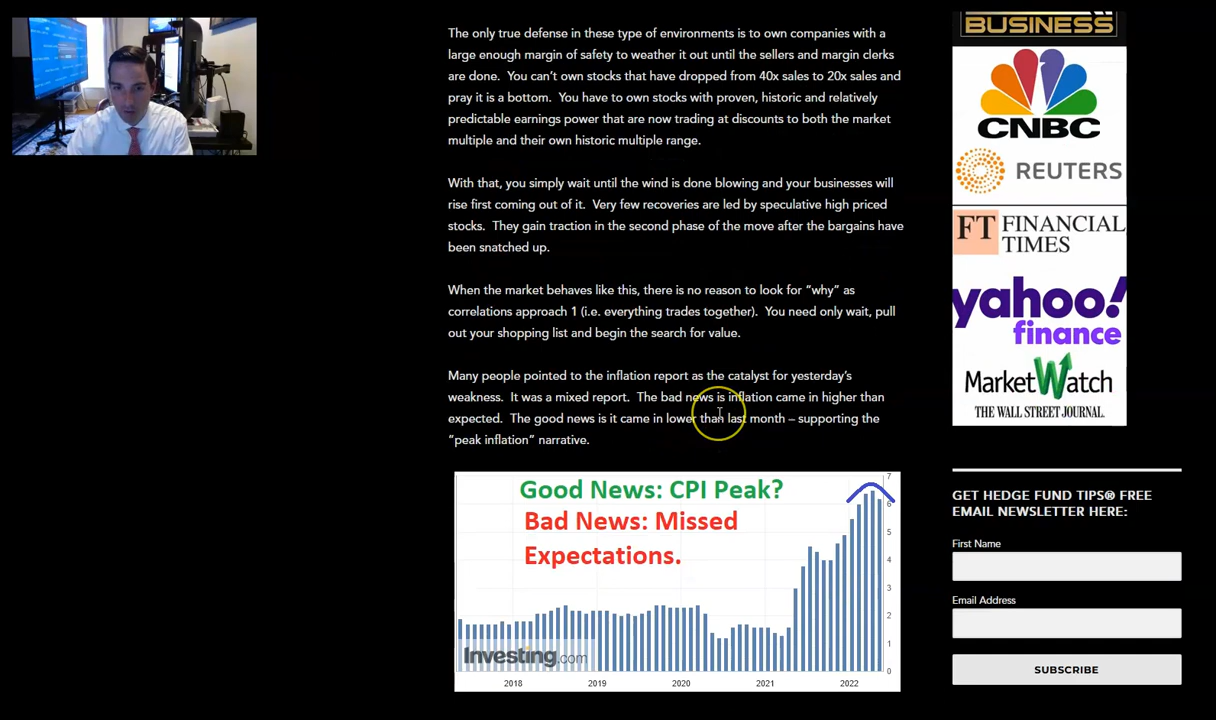 The only true defense in these type of environments is to own companies with a
large enough margin of safety to weather it out until the sellers and margin clerks
are done.  You can't own stocks that have dropped from 40x sales to 20x sales and
pray it is a bottom.  You have to own stocks with proven, historic and relatively
predictable earnings power that are now trading at discounts to both the market
multiple and their own historic multiple range.
With that, you simply wait until the wind is done blowing and your businesses will
rise first coming out of it.  Very few recoveries are led by speculative high priced
stocks.  They gain traction in the second phase of the move after the bargains have
been snatched up.
When the market behaves like this, there is no reason to look for “why” as
correlations approach 1 (i.e. everything trades together).  You need only wait, pull
out your shopping list and begin the search for value.
Many people pointed to the inflation report as the catalyst for yesterday's
weakness.  It was a mixed report.  The bad news is inflation came in higher than
expected.  The good news is it came in lower than last month – supporting the
“peak inflation” narrative.
Good News: CPI Peak?
Bad News: Missed
Expectations.
7
6
5
4
3
2
1
0
Investing.com
2018
2019
2020
2021
2022
BUSINESS
CNBC
REUTERS
FT FINANCIAL
TIMES
yahoo!
finance
MarketWatch
THE WALL STREET JOURNAL.
GET HEDGE FUND TIPS® FREE
EMAIL NEWSLETTER HERE:
First Name
Email Address
SUBSCRIBE